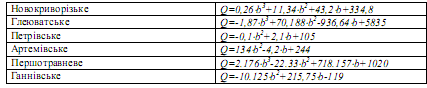 Новокриворізьке Q=0,26·b³+11,34·b²+43,2·b+334,8
Глеюватське Q=-1,87·b³+70,188·b²-936,64·b+5835
Петрівське Q=-0,1·b²+2,1·b+105
Артемівське Q=134·b²-4,2·b+244
Першотравневе Q=2.176·b³-22.33·b²+718.157·b+1020
Ганнівське Q=-10.125·b²+215,75·b-119